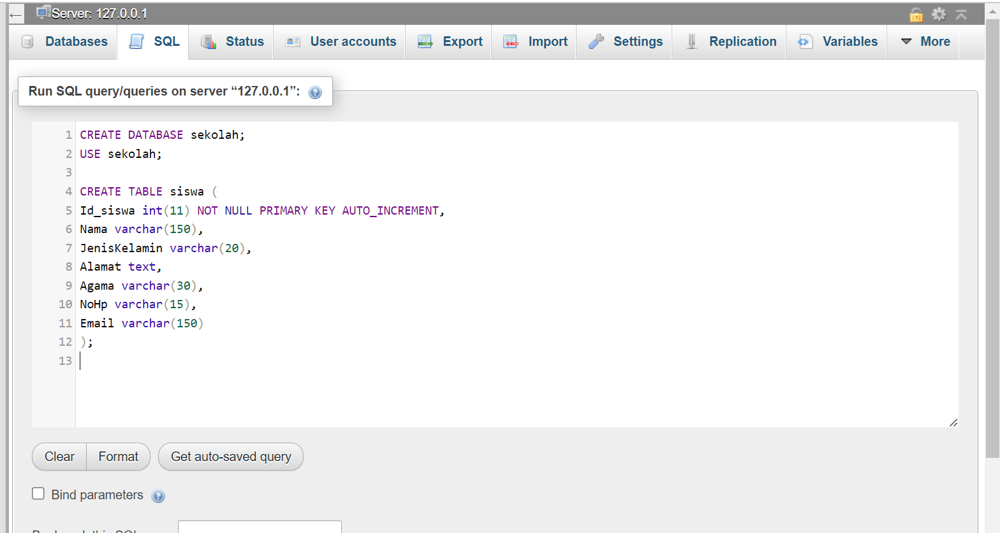 Server: 127.0.0.1
Databases SQL Status User accounts Export Import Settings Replication Variables More
Run SQL query/queries on server “127.0.0.1”:
1 CREATE DATABASE sekolah;
2 USE sekolah;
3
4 CREATE TABLE siswa (
5 Id_siswa int(11) NOT NULL PRIMARY KEY AUTO_INCREMENT,
6 Nama varchar(150),
7 JenisKelamin varchar(20),
8 Alamat text,
9 Agama varchar(30),
10 NoHp varchar(15),
11 Email varchar(150)
12 );
13
Clear Format Get auto-saved query
Bind parameters